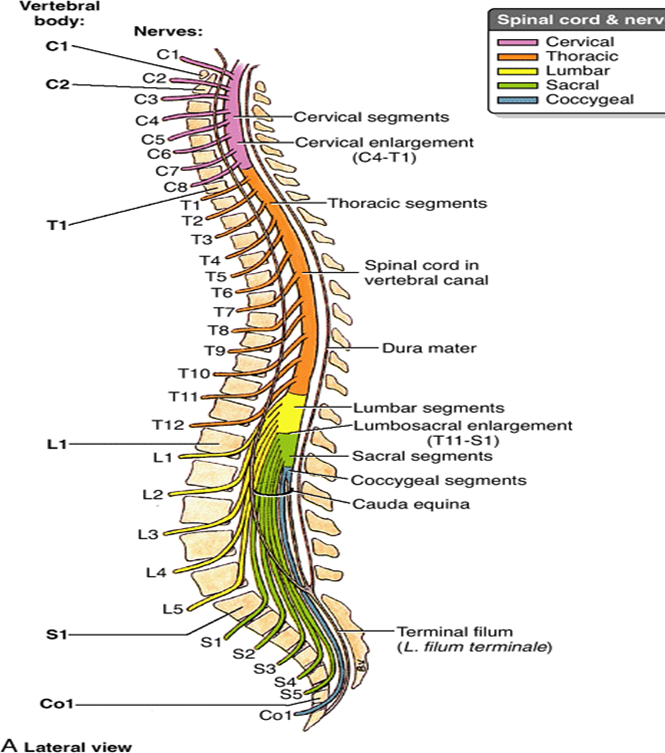 Vertebral
body:
Nerves:
Spinal cord & nerv
Cervical
Thoracic
Lumbar
Sacral
Coccygeal
C1
C2
T1
L1
S1
Co1
C1
C2
C3
C4
C5
C6
C7
C8
T1
T2
T3
T4
T5
T6
T7
T8
T9
T10
T11
T12
L1
L2
L3
L4
L5
S1
S2
S3
S4
S5
Co1
Cervical segments
Cervical enlargement
(C4-T1)
Thoracic segments
Spinal cord in
vertebral canal
Dura mater
Lumbar segments
Lumbosacral enlargement
(T11-S1)
Sacral segments
Coccygeal segments
Cauda equina
Terminal filum
(L. filum terminale)
A Lateral view